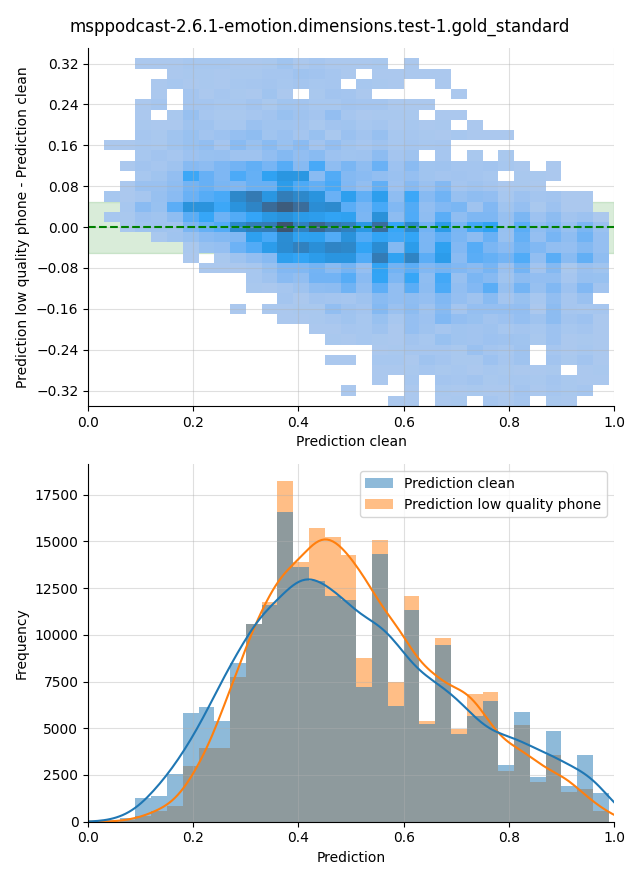 msppodcast-2.6.1-emotion.dimensions.test-1.gold_standard
Prediction low quality phone - Prediction clean
0.32
0.24
0.16
0.08
0.00
−0.08
−0.16
−0.24
−0.32
0.0 0.2 0.4 0.6 0.8 1.0
Prediction clean
Prediction clean
Prediction low quality phone
Frequency
17500
15000
12500
10000
7500
5000
2500
0
0.0 0.2 0.4 0.6 0.8 1.0
Prediction